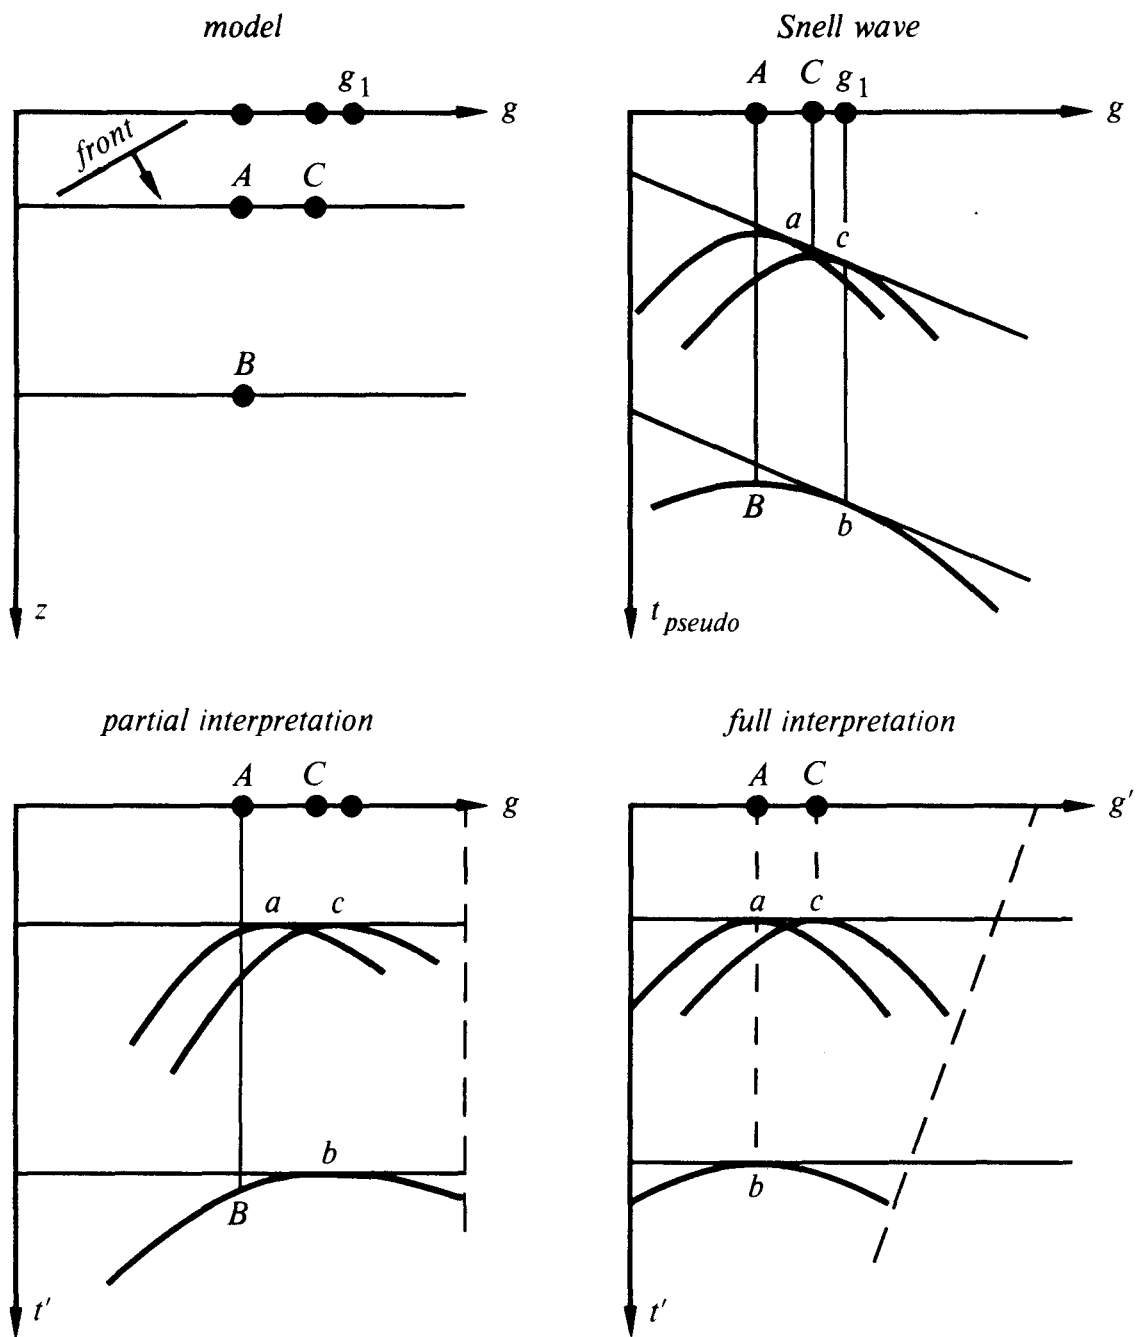 model
g₁
g
front
A C
B
z
Snell wave
A C g₁
g
a
c
B
b
t pseudo
partial interpretation
A C
g
a c
b
B
t′
full interpretation
A C
g′
a c
b
t′